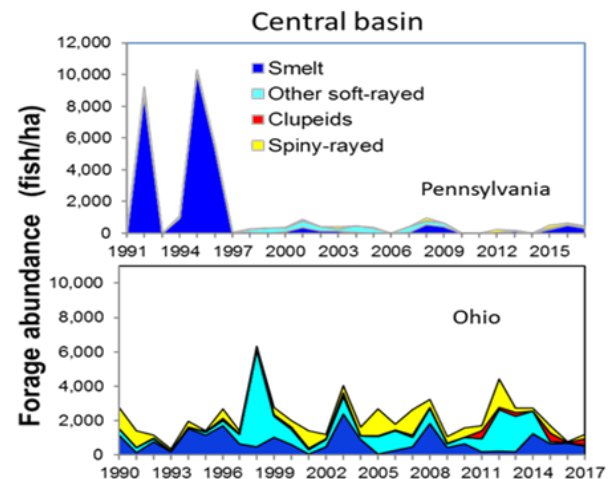 Central basin
Forage abundance (fish/ha)
12,000
10,000
8,000
6,000
4,000
2,000
0
Smelt
Other soft-rayed
Clupeids
Spiny-rayed
Pennsylvania
1991 1994 1997 2000 2003 2006 2009 2012 2015
10,000
8,000
6,000
4,000
2,000
0
Ohio
1990 1993 1996 1999 2002 2005 2008 2011 2014 2017